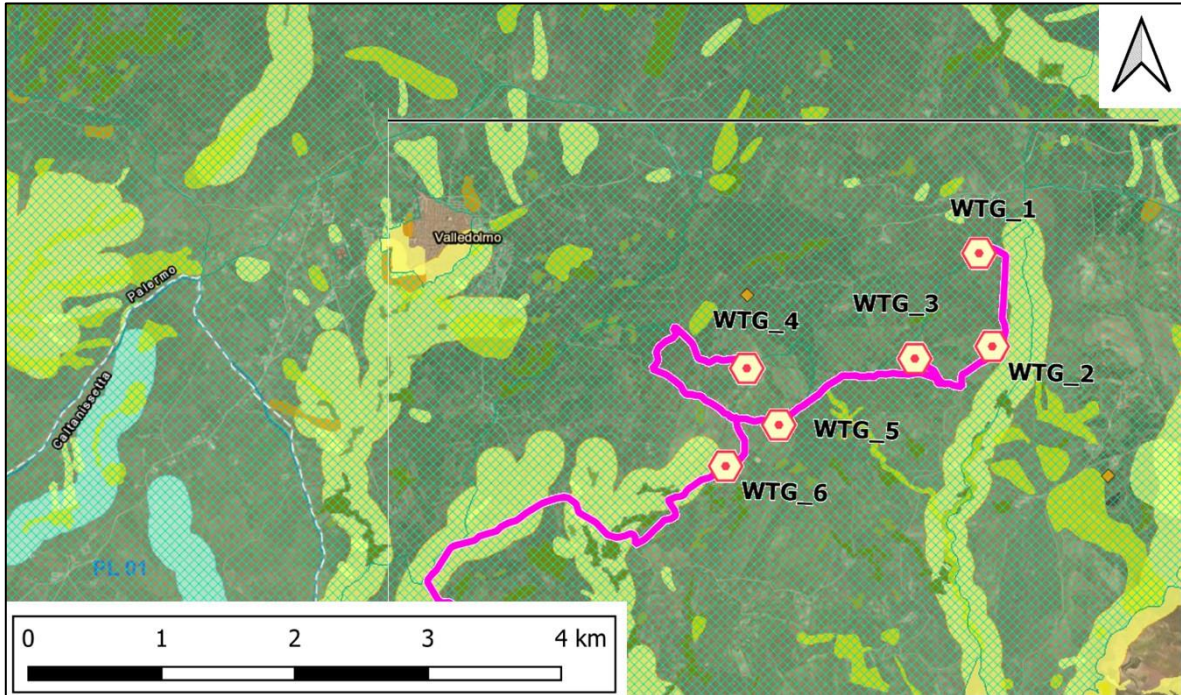 WTG_1
Valledolmo
Palermo
WTG_3
WTG_4
WTG_2
Caltanissetta
WTG_5
WTG_6
PL 01
0 1 2 3 4 km